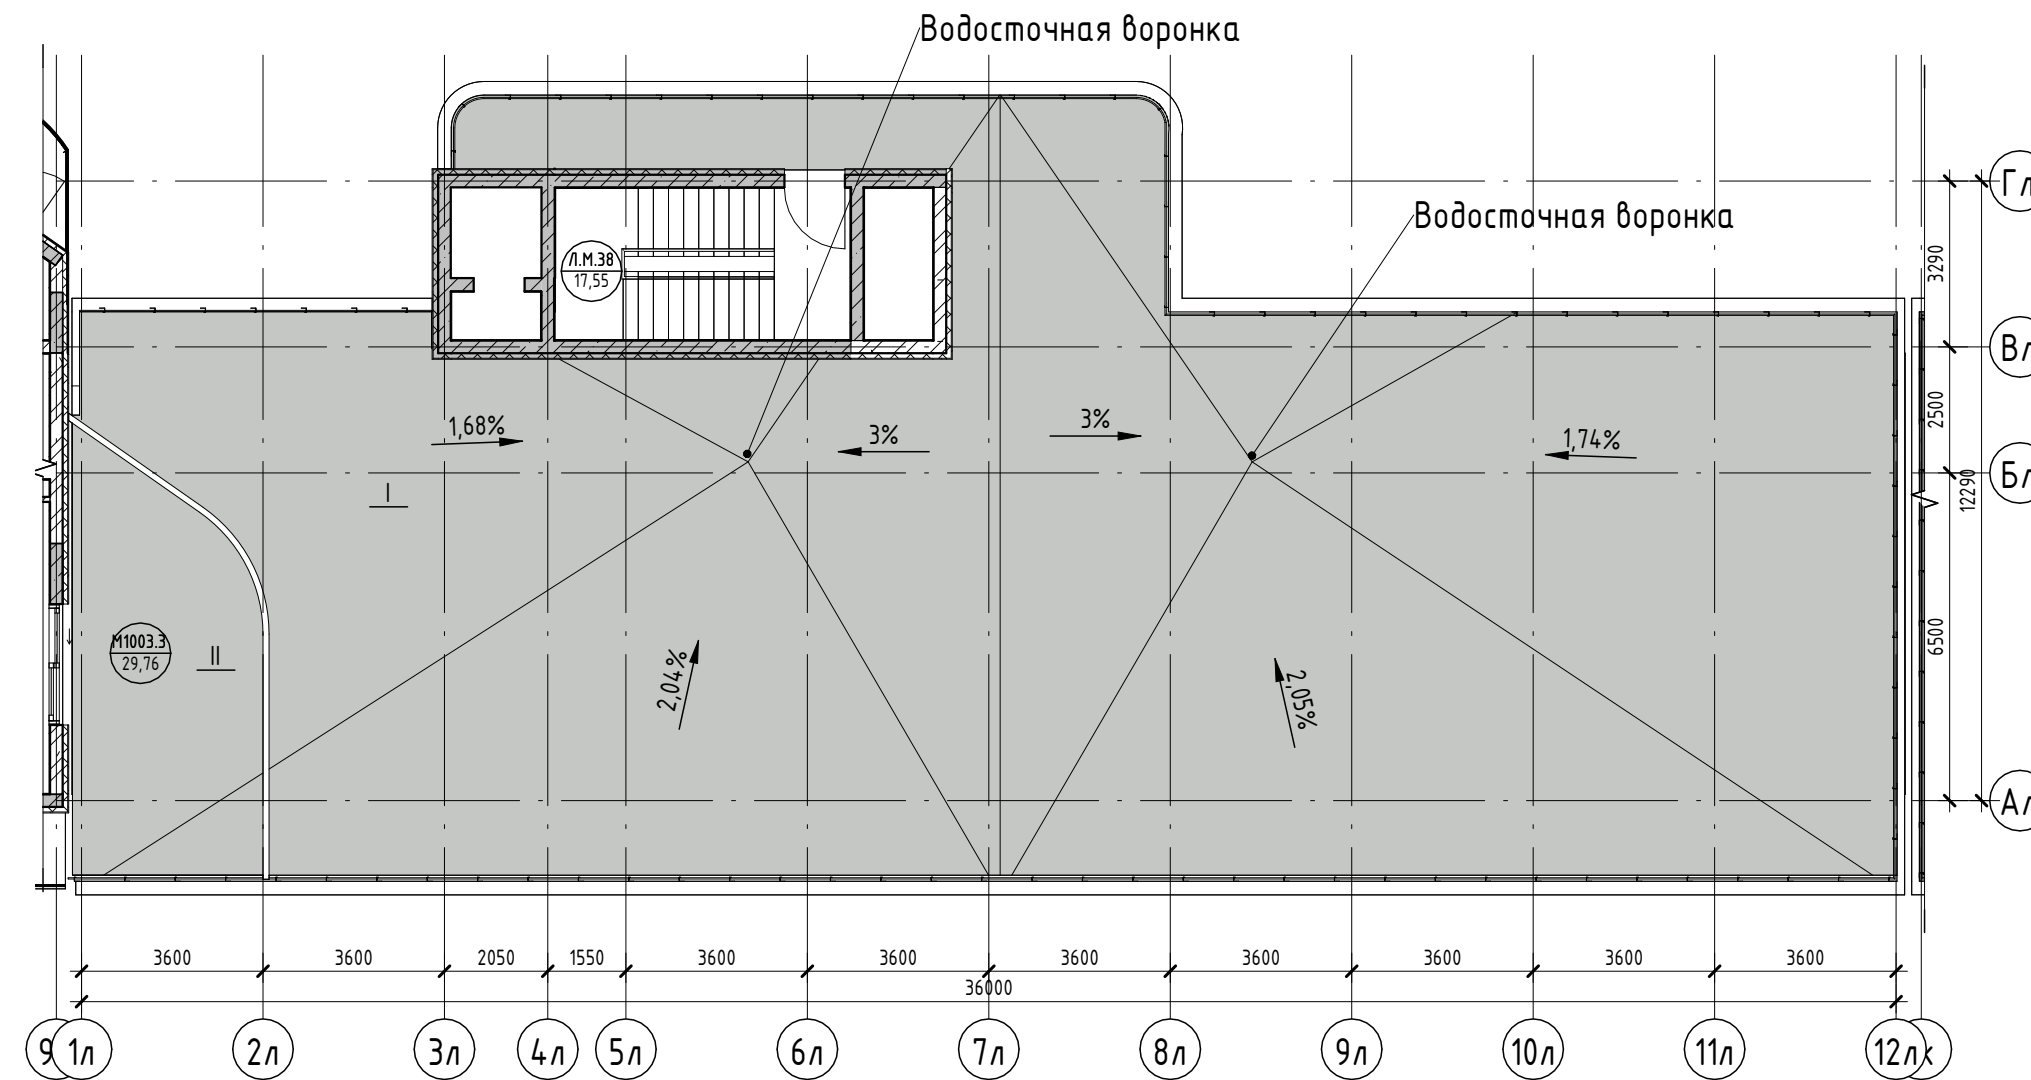 Водосточная воронка
Гл
Водосточная воронка
3290
Л.М.38
17,55
Вл
1,68%
3%
3%
1,74%
2500
Бл
12290
I
6500
М1003.3
29,76
II
2,04%
2,05%
Ал
3600 3600 2050 1550 3600 3600 3600 3600 3600 3600 3600
36000
9 1л 2л 3л 4л 5л 6л 7л 8л 9л 10л 11л 12л